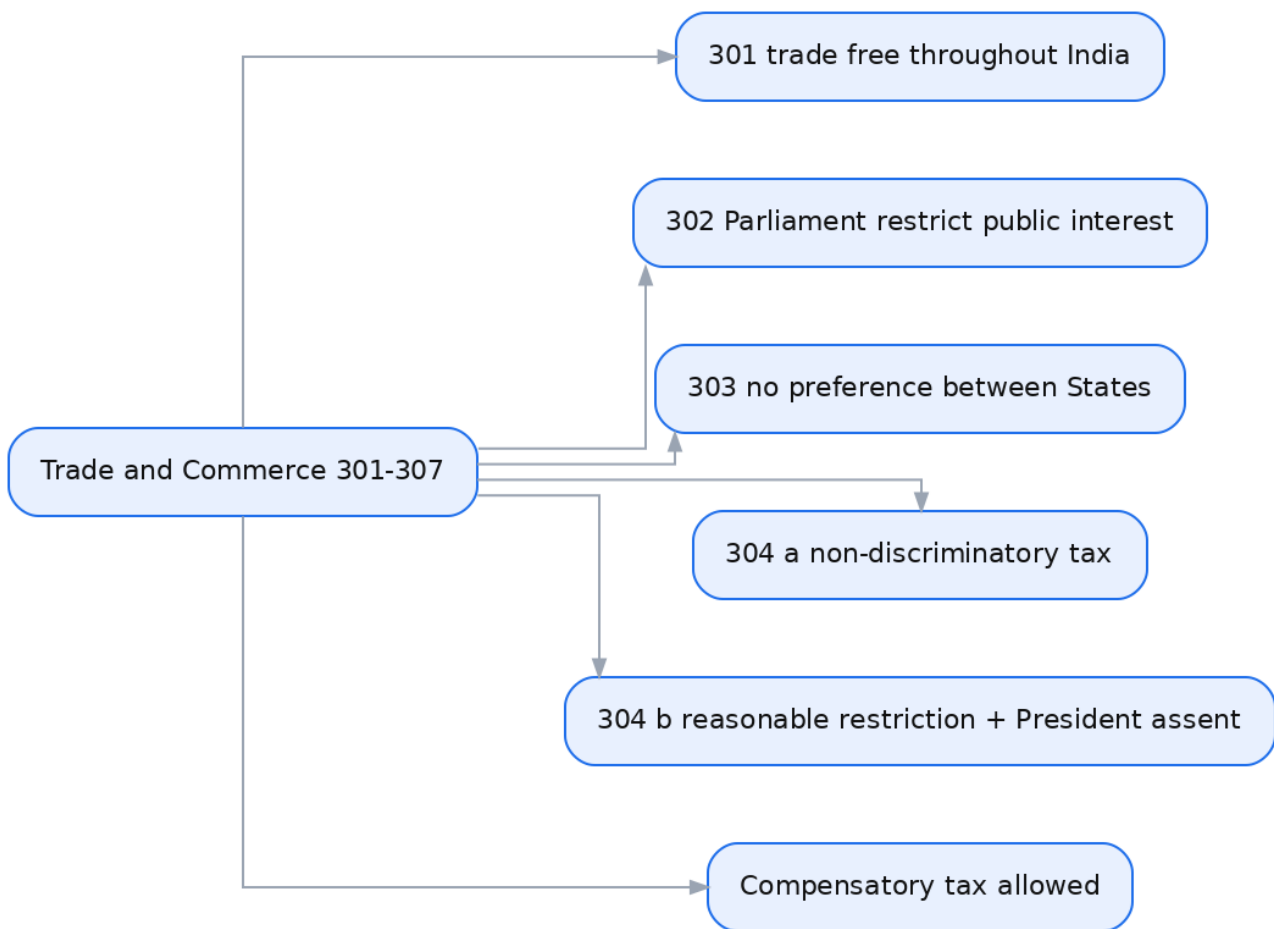 301 trade free throughout India
302 Parliament restrict public interest
303 no preference between States
Trade and Commerce 301-307
304 a non-discriminatory tax
304 b reasonable restriction + President assent
Compensatory tax allowed